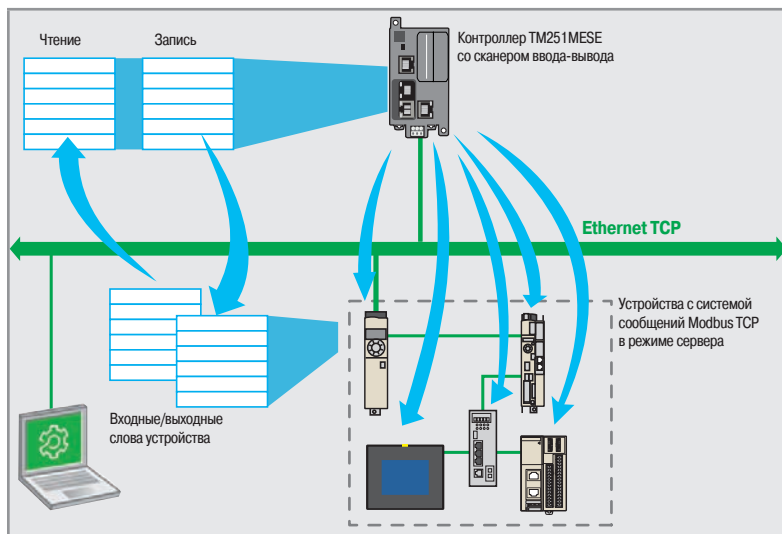 Чтение
Запись
Контроллер TM251MESE
со сканером ввода-вывода
Ethernet TCP
Устройства с системой
сообщений Modbus TCP
в режиме сервера
Входные/выходные
слова устройства